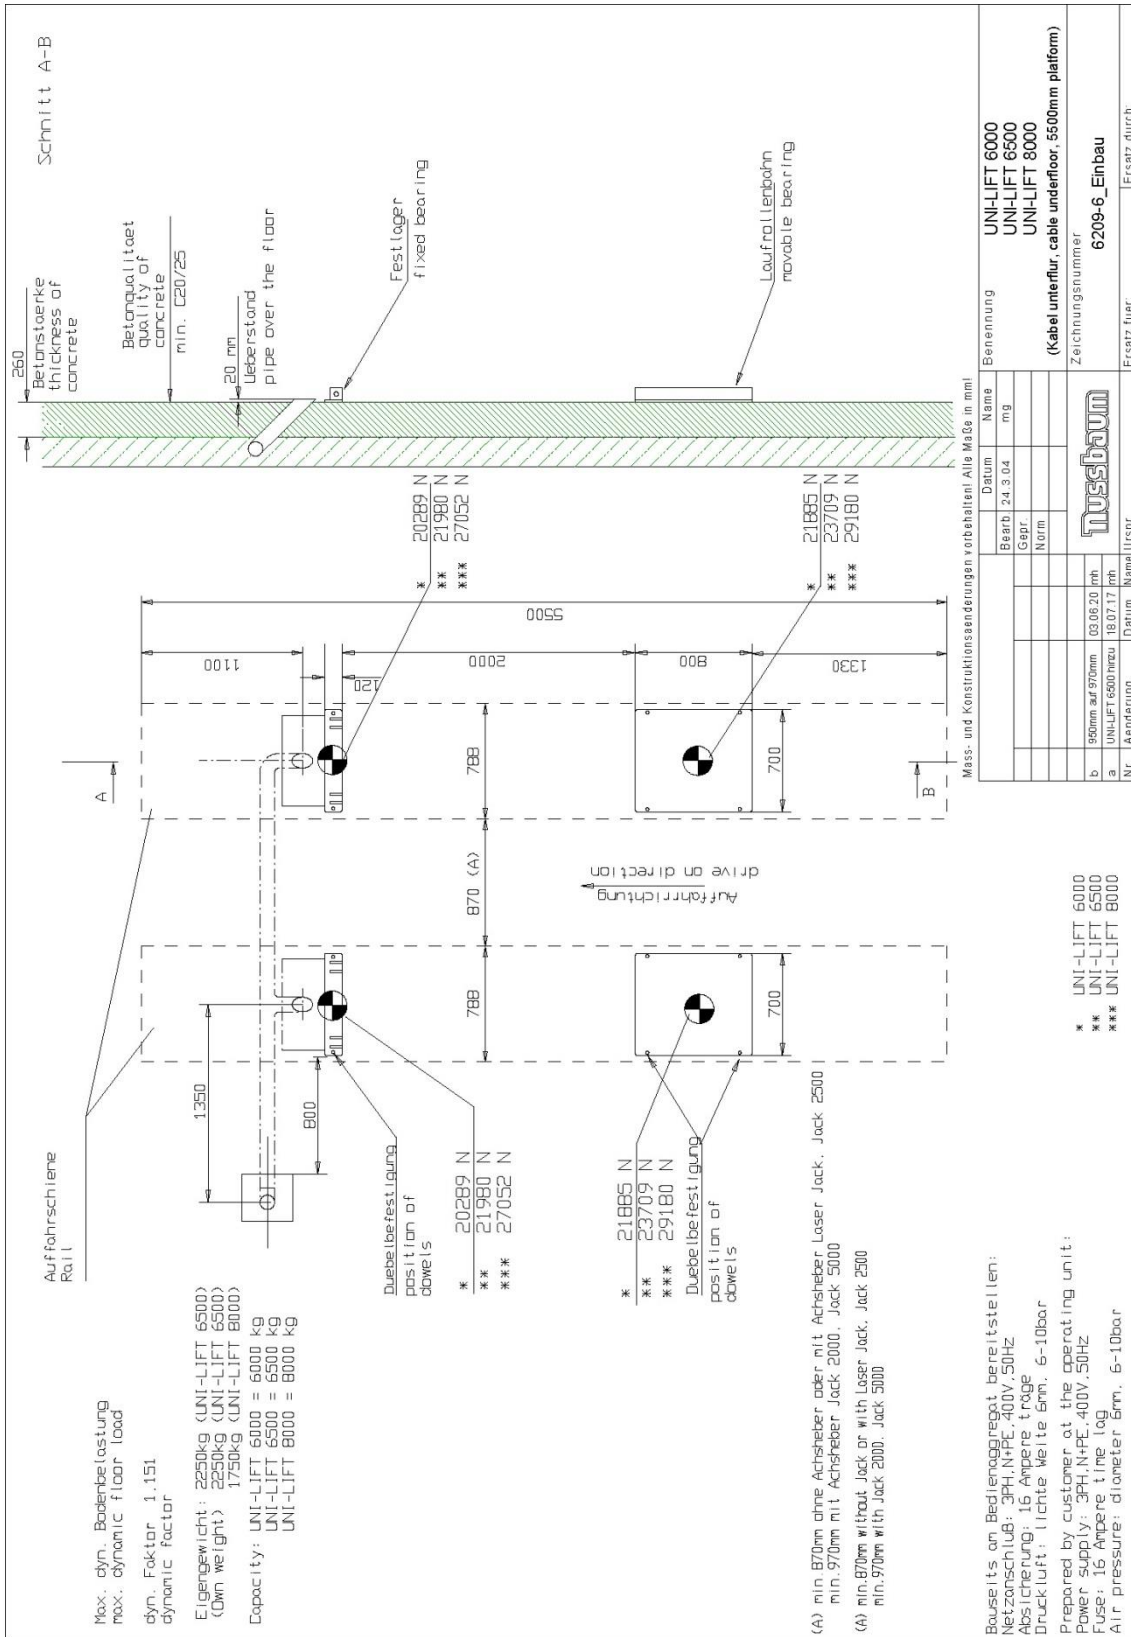 Schnitt A-B
260
Betonstaerke
thickness of
concrete
Betonqualitaet
quality of
concrete
min. C20/25
20 mm
Ueberstand
pipe over the floor
Festlager
fixed bearing
Laufrollenbahn
movable bearing
Auffahrschiene
Rail
A
B
1100
120
2000
800
1330
5500
788
870 (A)
788
700
700
1350
800
Auffahrrichtung
drive on direction
* 20289 N
** 21980 N
*** 27052 N
* 21885 N
** 23709 N
*** 29180 N
Duebelbefestigung
position of
dowels
* 20289 N
** 21980 N
*** 27052 N
* 21885 N
** 23709 N
*** 29180 N
Duebelbefestigung
position of
dowels
Max. dyn. Bodenbelastung
max. dynamic floor load
dyn. Faktor 1.151
dynamic factor
Eigengewicht: 2250kg (UNI-LIFT 6500)
(Own weight) 2250kg (UNI-LIFT 6500)
1750kg (UNI-LIFT 8000)
Capacity: UNI-LIFT 6000 = 6000 kg
UNI-LIFT 6500 = 6500 kg
UNI-LIFT 8000 = 8000 kg
(A) min.870mm ohne Achsheber oder mit Achsheber Laser Jack, Jack 2500
min.970mm mit Achsheber Jack 2000, Jack 5000
(A) min.870mm without Jack or with Laser Jack, Jack 2500
min.970mm with Jack 2000, Jack 5000
Bauseits am Bedienaggregat bereitstellen:
Netzanschluß: 3PH,N+PE,400V,50HZ
Absicherung: 16 Ampere träge
Druckluft: lichte Weite 6mm, 6-10bar
Prepared by customer at the operating unit:
Power supply: 3PH,N+PE,400V,50HZ
Fuse: 16 Ampere time lag
Air pressure: diameter 6mm, 6-10bar
* UNI-LIFT 6000
** UNI-LIFT 6500
*** UNI-LIFT 8000
Mass- und Konstruktionsaenderungen vorbehalten! Alle Maße in mm!
Datum Name
Bearb. 24.3.04 mg
Gepr.
Norm
Benennung
UNI-LIFT 6000
UNI-LIFT 6500
UNI-LIFT 8000
(Kabel unterflur, cable underfloor, 5500mm platform)
nussbaum
Zeichnungsnummer
6209-6_Einbau
b 950mm auf 970mm 03.06.20 mh
a UNI-LIFT 6500 hinzu 18.07.17 mh
Nr. Aenderung Datum Name Urspr.
Ersatz fuer:
Ersatz durch: